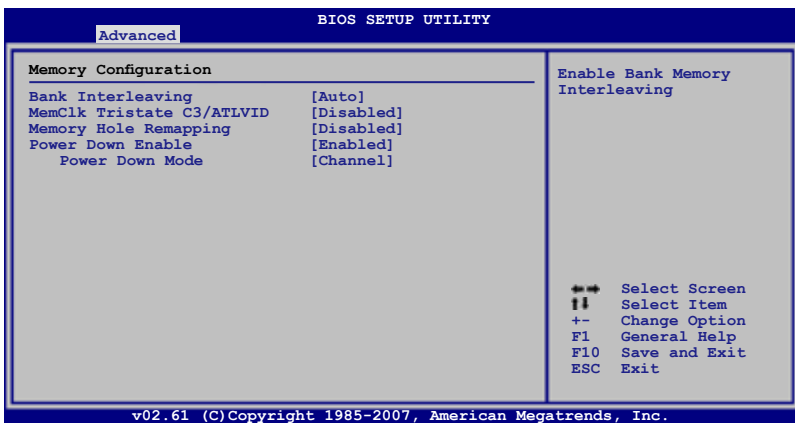 BIOS SETUP UTILITY
Advanced
Memory Configuration
Bank Interleaving [Auto]
MemClk Tristate C3/ATLVID [Disabled]
Memory Hole Remapping [Disabled]
Power Down Enable [Enabled]
Power Down Mode [Channel]
Enable Bank Memory
Interleaving
←→ Select Screen
↑↓ Select Item
+- Change Option
F1 General Help
F10 Save and Exit
ESC Exit
v02.61 (C)Copyright 1985-2007, American Megatrends, Inc.